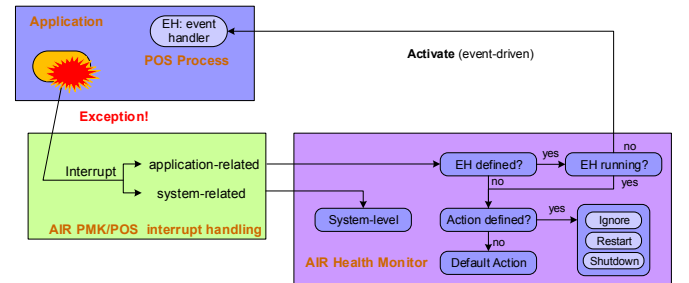 Application
EH: event
handler
POS Process
Activate (event-driven)
Exception!
Interrupt
application-related
system-related
AIR PMK/POS interrupt handling
EH defined?
yes
EH running?
no
no
yes
System-level
Action defined?
yes
Ignore
Restart
Shutdown
no
Default Action
AIR Health Monitor